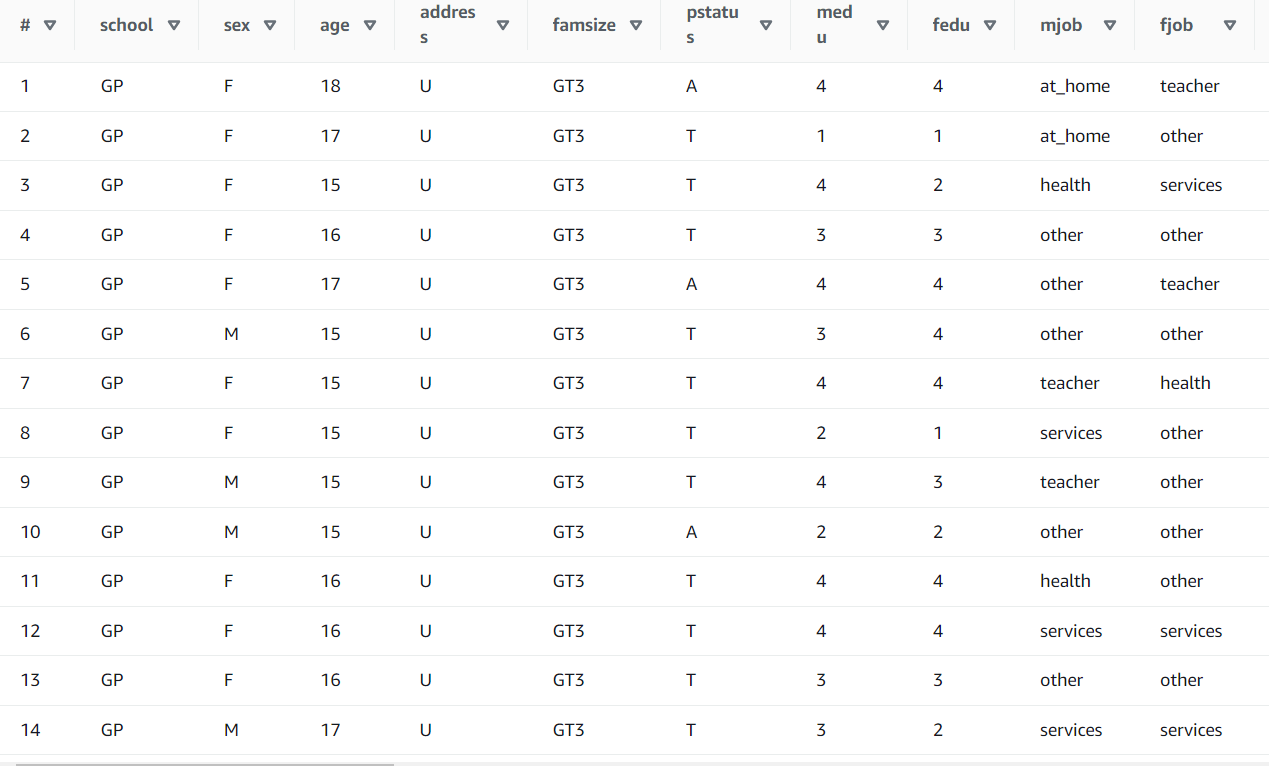 # school sex age address famsize pstatus medu fedu mjob fjob
1 GP F 18 U GT3 A 4 4 at_home teacher
2 GP F 17 U GT3 T 1 1 at_home other
3 GP F 15 U GT3 T 4 2 health services
4 GP F 16 U GT3 T 3 3 other other
5 GP F 17 U GT3 A 4 4 other teacher
6 GP M 15 U GT3 T 3 4 other other
7 GP F 15 U GT3 T 4 4 teacher health
8 GP F 15 U GT3 T 2 1 services other
9 GP M 15 U GT3 T 4 3 teacher other
10 GP M 15 U GT3 A 2 2 other other
11 GP F 16 U GT3 T 4 4 health other
12 GP F 16 U GT3 T 4 4 services services
13 GP F 16 U GT3 T 3 3 other other
14 GP M 17 U GT3 T 3 2 services services